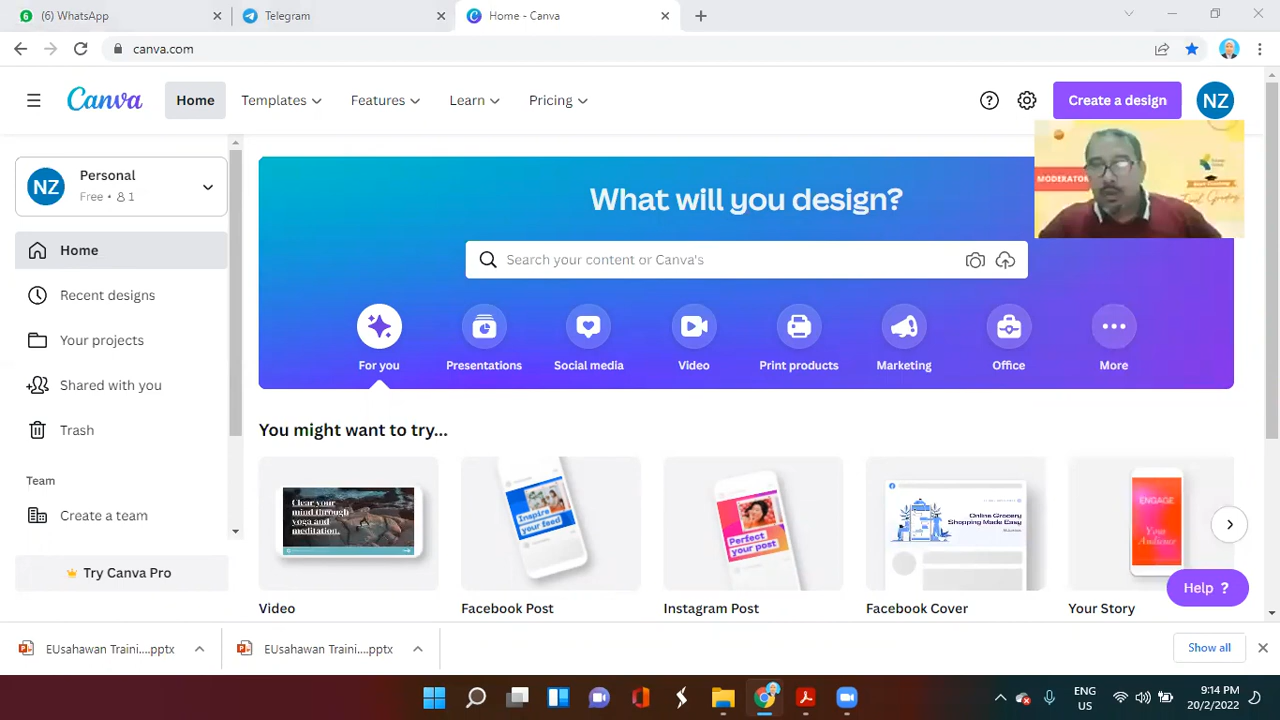 (6) WhatsApp
Telegram
Home - Canva
canva.com
Canva
Home
Templates
Features
Learn
Pricing
Create a design
NZ
NZ
Personal
Free • 1
Home
Recent designs
Your projects
Shared with you
Trash
Team
Create a team
Try Canva Pro
What will you design?
Search your content or Canva's
For you
Presentations
Social media
Video
Print products
Marketing
Office
More
MODERATOR
You might want to try...
Clear your
mind through
yoga and
meditation.
Inspire
your feed
Perfect
your post
Online Grocery
Shopping Made Easy
ENGAGE
Your
Audience
Video
Facebook Post
Instagram Post
Facebook Cover
Your Story
Help ?
EUsahawan Traini....pptx
EUsahawan Traini....pptx
Show all
ENG
US
9:14 PM
20/2/2022